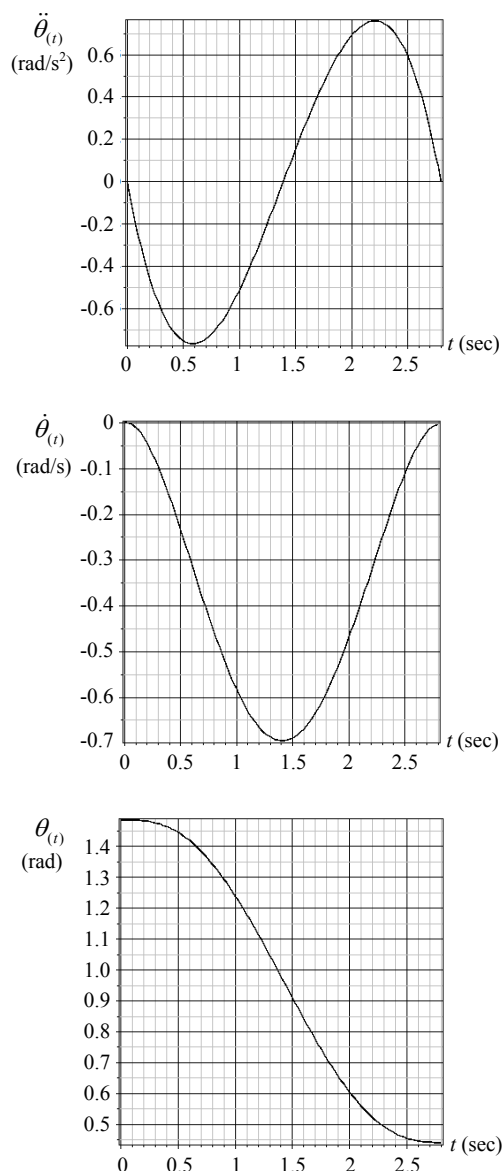 θ̈(t)
(rad/s²)
0.6
0.4
0.2
0
-0.2
-0.4
-0.6
0 0.5 1 1.5 2 2.5
t (sec)
θ̇(t)
(rad/s)
0
-0.1
-0.2
-0.3
-0.4
-0.5
-0.6
-0.7
0 0.5 1 1.5 2 2.5
t (sec)
θ(t)
(rad)
1.4
1.3
1.2
1.1
1.0
0.9
0.8
0.7
0.6
0.5
0 0.5 1 1.5 2 2.5
t (sec)